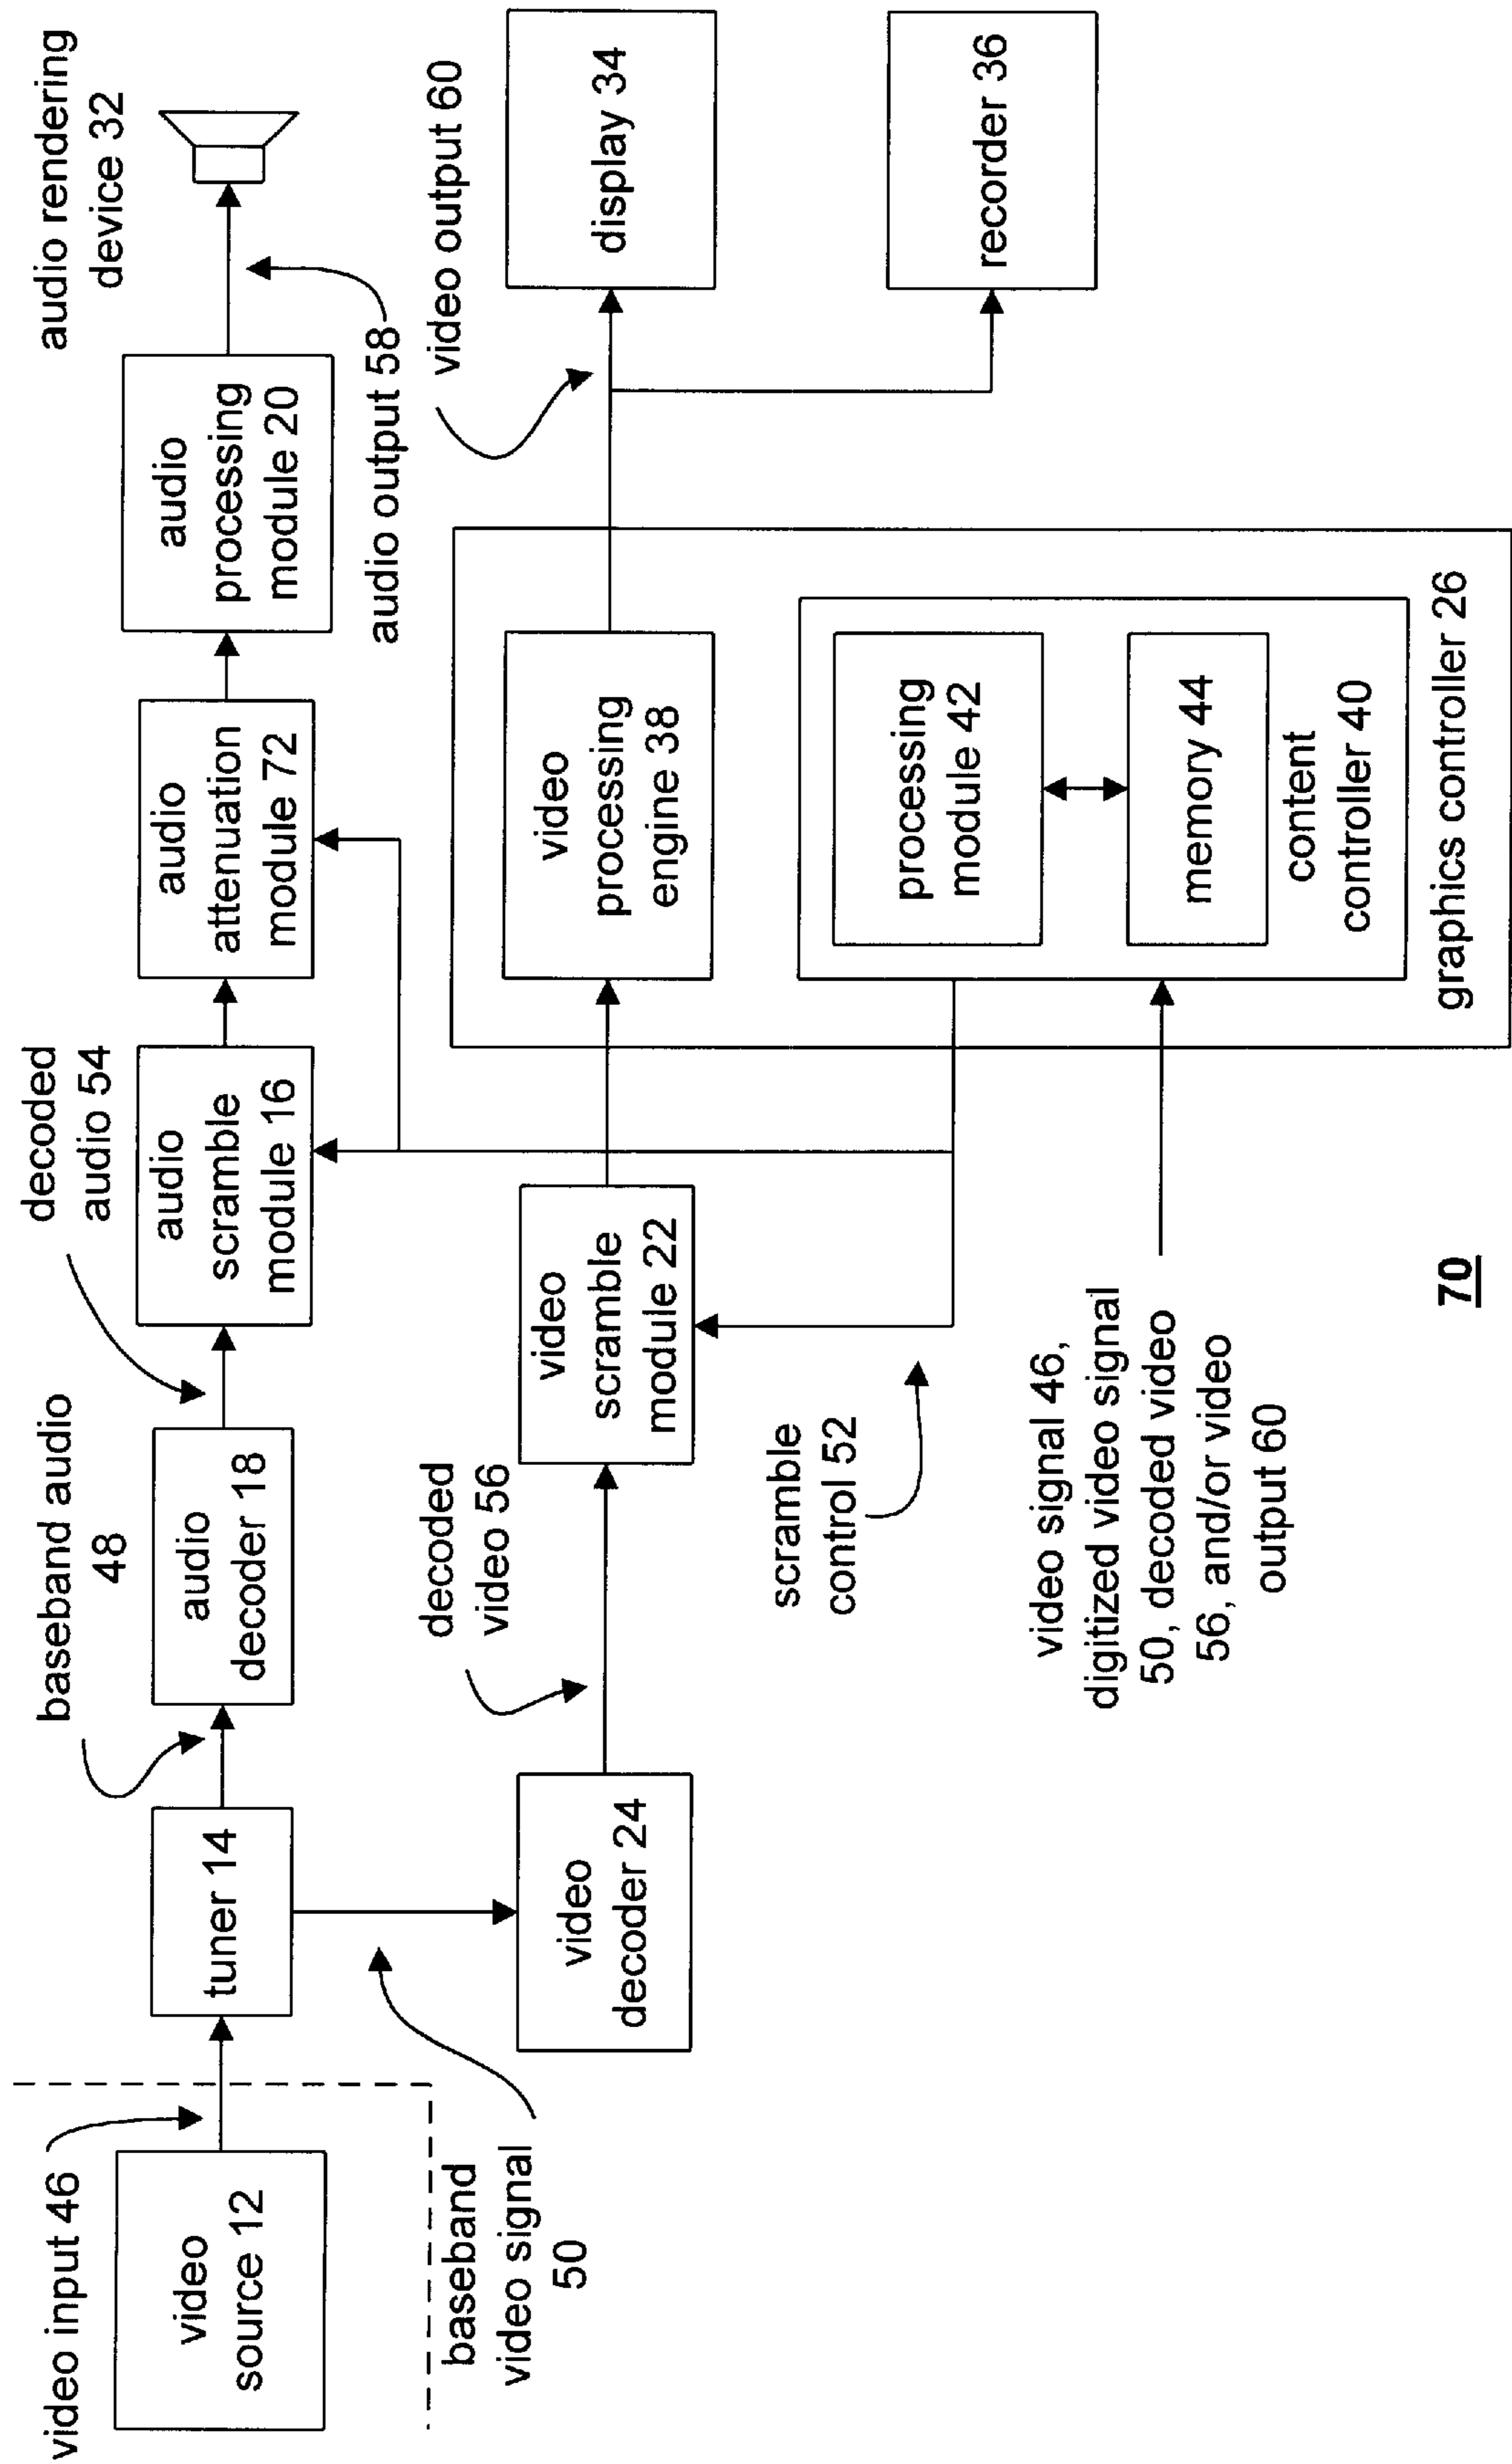 video input 46
video
source 12
baseband
video signal
50
tuner 14
baseband audio
48
audio
decoder 18
decoded
audio 54
audio
scramble
module 16
audio
attenuation
module 72
audio
processing
module 20
audio rendering
device 32
audio output 58
video
decoder 24
decoded
video 56
video
scramble
module 22
scramble
control 52
video
processing
engine 38
video output 60
display 34
recorder 36
processing
module 42
memory 44
content
controller 40
graphics controller 26
video signal 46,
digitized video signal
50, decoded video
56, and/or video
output 60
70